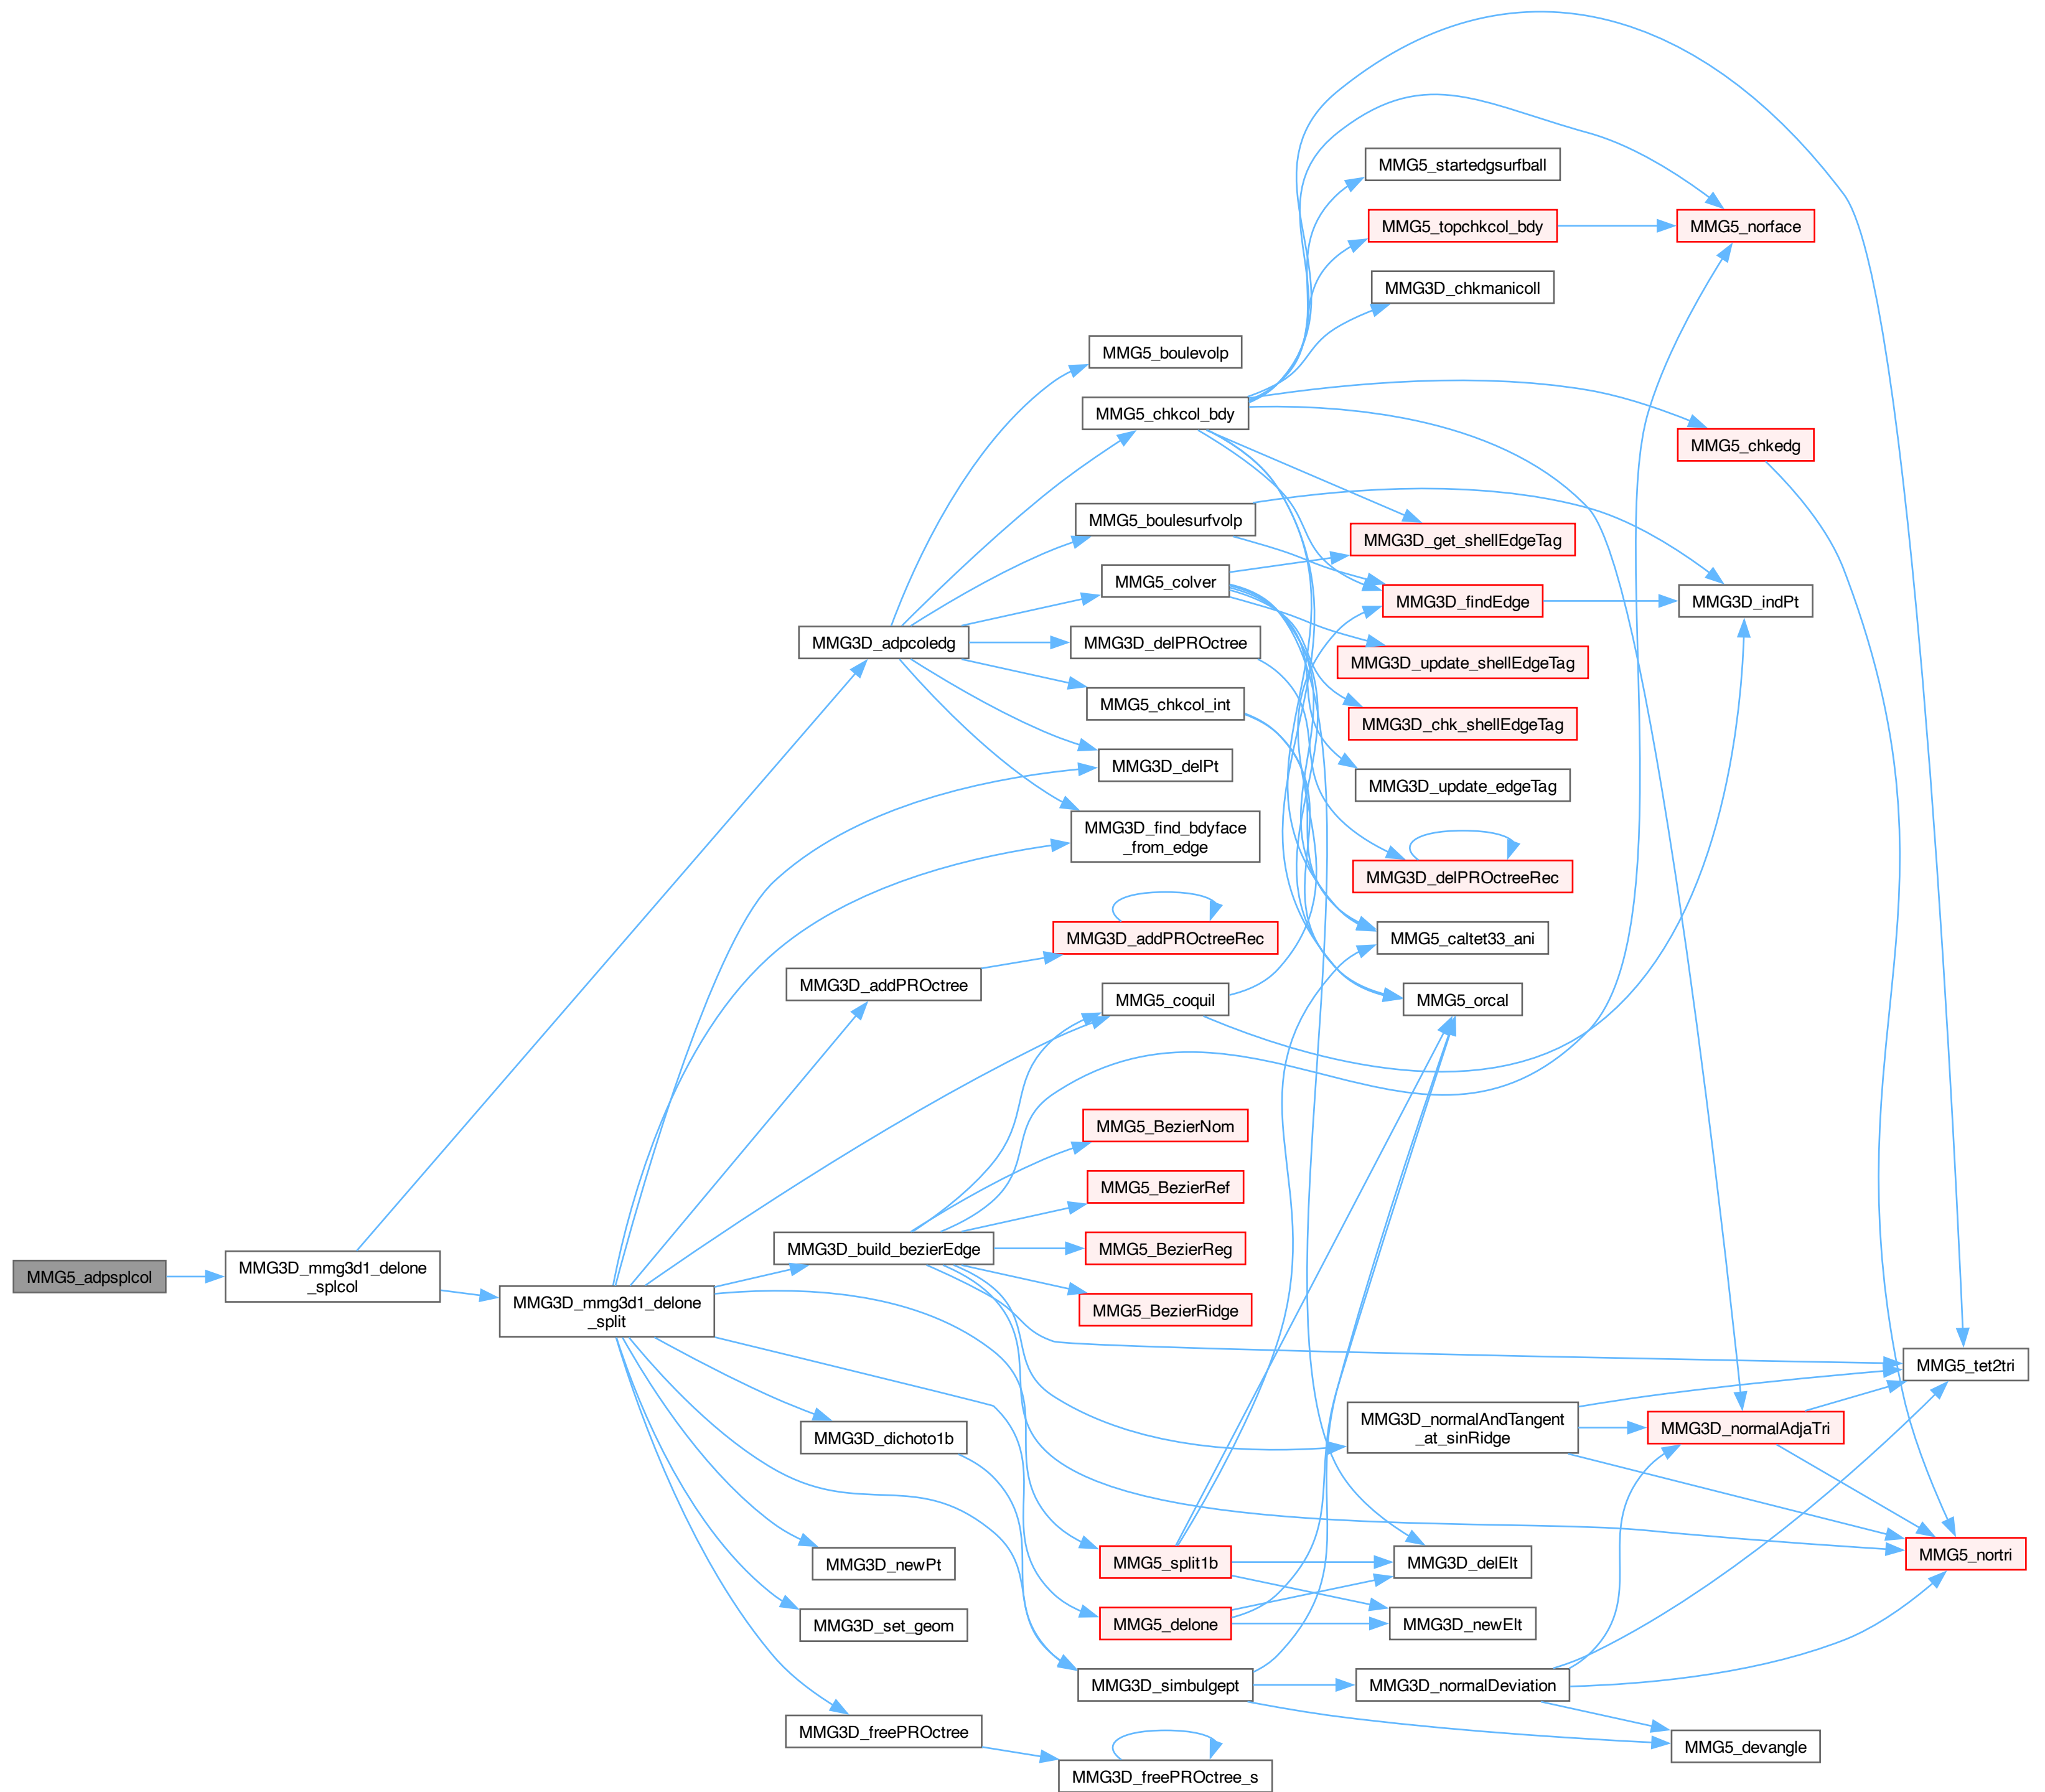 MMG5_startedgsurfball
MMG5_topchkcol_bdy
MMG5_norface
MMG3D_chkmanicoll
MMG5_boulevolp
MMG5_chkcol_bdy
MMG5_chkedg
MMG5_boulesurfvolp
MMG3D_get_shellEdgeTag
MMG5_colver
MMG3D_findEdge
MMG3D_indPt
MMG3D_adpcoledg
MMG3D_delPROctree
MMG3D_update_shellEdgeTag
MMG5_chkcol_int
MMG3D_chk_shellEdgeTag
MMG3D_delPt
MMG3D_update_edgeTag
MMG3D_find_bdyface
_from_edge
MMG3D_delPROctreeRec
MMG3D_addPROctreeRec
MMG5_caltet33_ani
MMG3D_addPROctree
MMG5_coquil
MMG5_orcal
MMG5_BezierNom
MMG5_BezierRef
MMG3D_build_bezierEdge
MMG5_BezierReg
MMG5_adpsplcol
MMG3D_mmg3d1_delone
_splcol
MMG3D_mmg3d1_delone
_split
MMG5_BezierRidge
MMG5_tet2tri
MMG3D_dichoto1b
MMG3D_normalAndTangent
_at_sinRidge
MMG3D_normalAdjaTri
MMG3D_newPt
MMG5_split1b
MMG3D_delElt
MMG5_nortri
MMG3D_set_geom
MMG5_delone
MMG3D_newElt
MMG3D_simbulgept
MMG3D_normalDeviation
MMG3D_freePROctree
MMG5_devangle
MMG3D_freePROctree_s